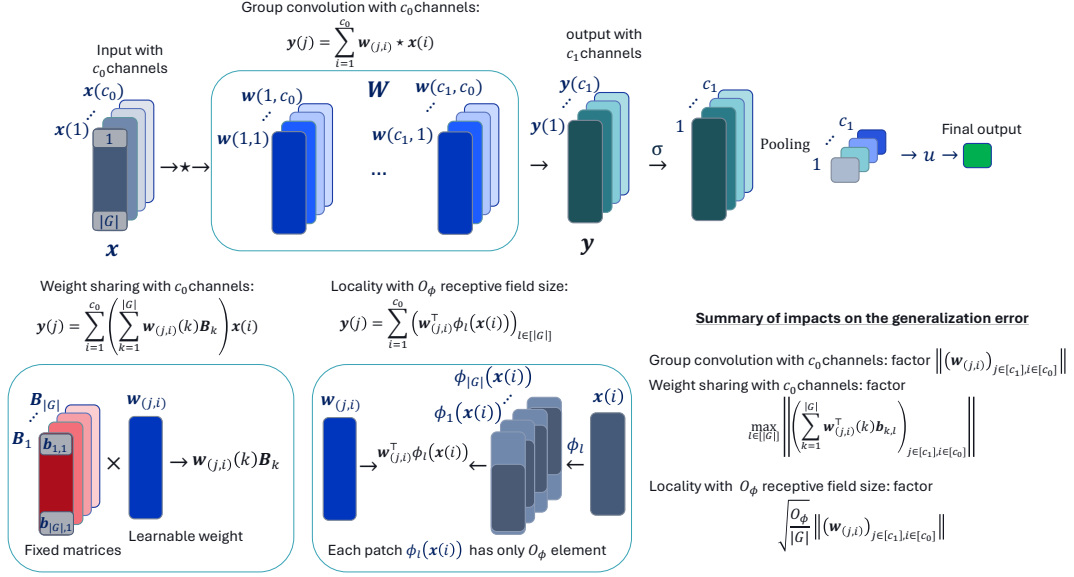 Group convolution with c₀channels:
y(j) = ∑_{i=1}^{c₀} w_{(j,i)} ⋆ x(i)
Input with
c₀channels
output with
c₁channels
x(c₀)
⋯
x(1)
1
|G|
x
→⋆→
w(1,c₀)
⋯
w(1,1)
W
...
w(c₁,c₀)
⋯
w(c₁,1)
→
y(c₁)
⋯
y(1)
y
σ
→
c₁
⋯
1
Pooling
c₁
⋯
1
→ u →
Final output
Weight sharing with c₀channels:
y(j) = ∑_{i=1}^{c₀} (∑_{k=1}^{|G|} w_{(j,i)}(k)B_k) x(i)
B_{|G|}
⋯
B₁
b_{1,1}
b_{|G|,1}
×
w_{(j,i)}
→ w_{(j,i)}(k)B_k
Learnable weight
Fixed matrices
Locality with O_ϕ receptive field size:
y(j) = ∑_{i=1}^{c₀} (w_{(j,i)}^⊤ ϕ_l(x(i)))_{l∈[|G|]}
w_{(j,i)}
→ w_{(j,i)}^⊤ ϕ_l(x(i)) ←
ϕ_{|G|}(x(i))
⋯
ϕ₁(x(i))
ϕ_l
←
x(i)
Each patch ϕ_l(x(i)) has only O_ϕ element
Summary of impacts on the generalization error
Group convolution with c₀channels: factor ‖(w_{(j,i)})_{j∈[c₁],i∈[c₀]}‖
Weight sharing with c₀channels: factor
max_{l∈[|G|]} ‖(∑_{k=1}^{|G|} w_{(j,i)}^⊤(k)b_{k,l})_{j∈[c₁],i∈[c₀]}‖
Locality with O_ϕ receptive field size: factor
√(O_ϕ/|G|) ‖(w_{(j,i)})_{j∈[c₁],i∈[c₀]}‖